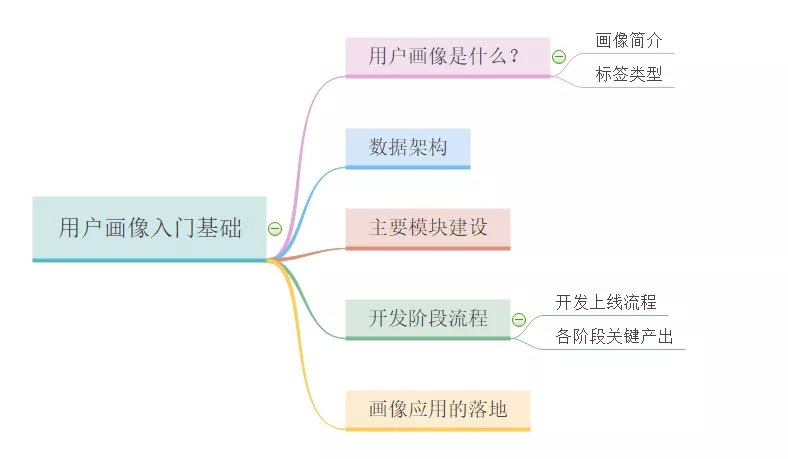 用户画像入门基础
用户画像是什么？
画像简介
标签类型
数据架构
主要模块建设
开发阶段流程
开发上线流程
各阶段关键产出
画像应用的落地